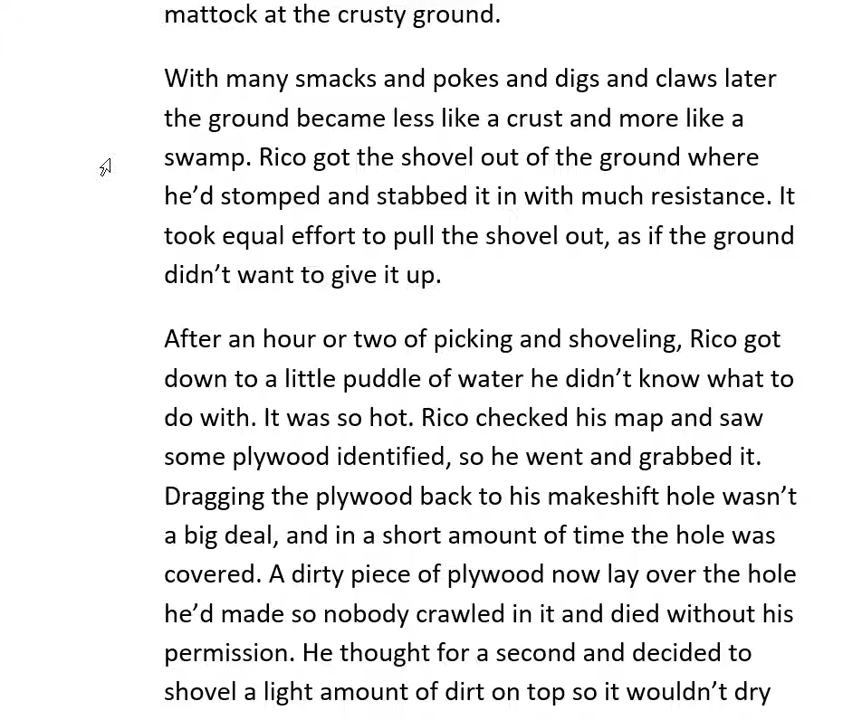 mattock at the crusty ground.
With many smacks and pokes and digs and claws later
the ground became less like a crust and more like a
swamp. Rico got the shovel out of the ground where
he’d stomped and stabbed it in with much resistance. It
took equal effort to pull the shovel out, as if the ground
didn’t want to give it up.
After an hour or two of picking and shoveling, Rico got
down to a little puddle of water he didn’t know what to
do with. It was so hot. Rico checked his map and saw
some plywood identified, so he went and grabbed it.
Dragging the plywood back to his makeshift hole wasn’t
a big deal, and in a short amount of time the hole was
covered. A dirty piece of plywood now lay over the hole
he’d made so nobody crawled in it and died without his
permission. He thought for a second and decided to
shovel a light amount of dirt on top so it wouldn’t dry